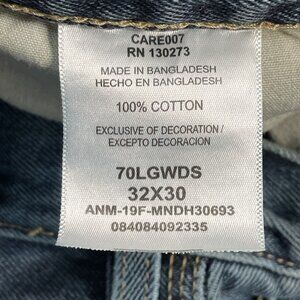 CARE007
RN 130273
MADE IN BANGLADESH
HECHO EN BANGLADESH
100% COTTON
EXCLUSIVE OF DECORATION/
EXCEPTO DECORACION
70LGWDS
32X30
ANM-19F-MNDH30693
084084092335